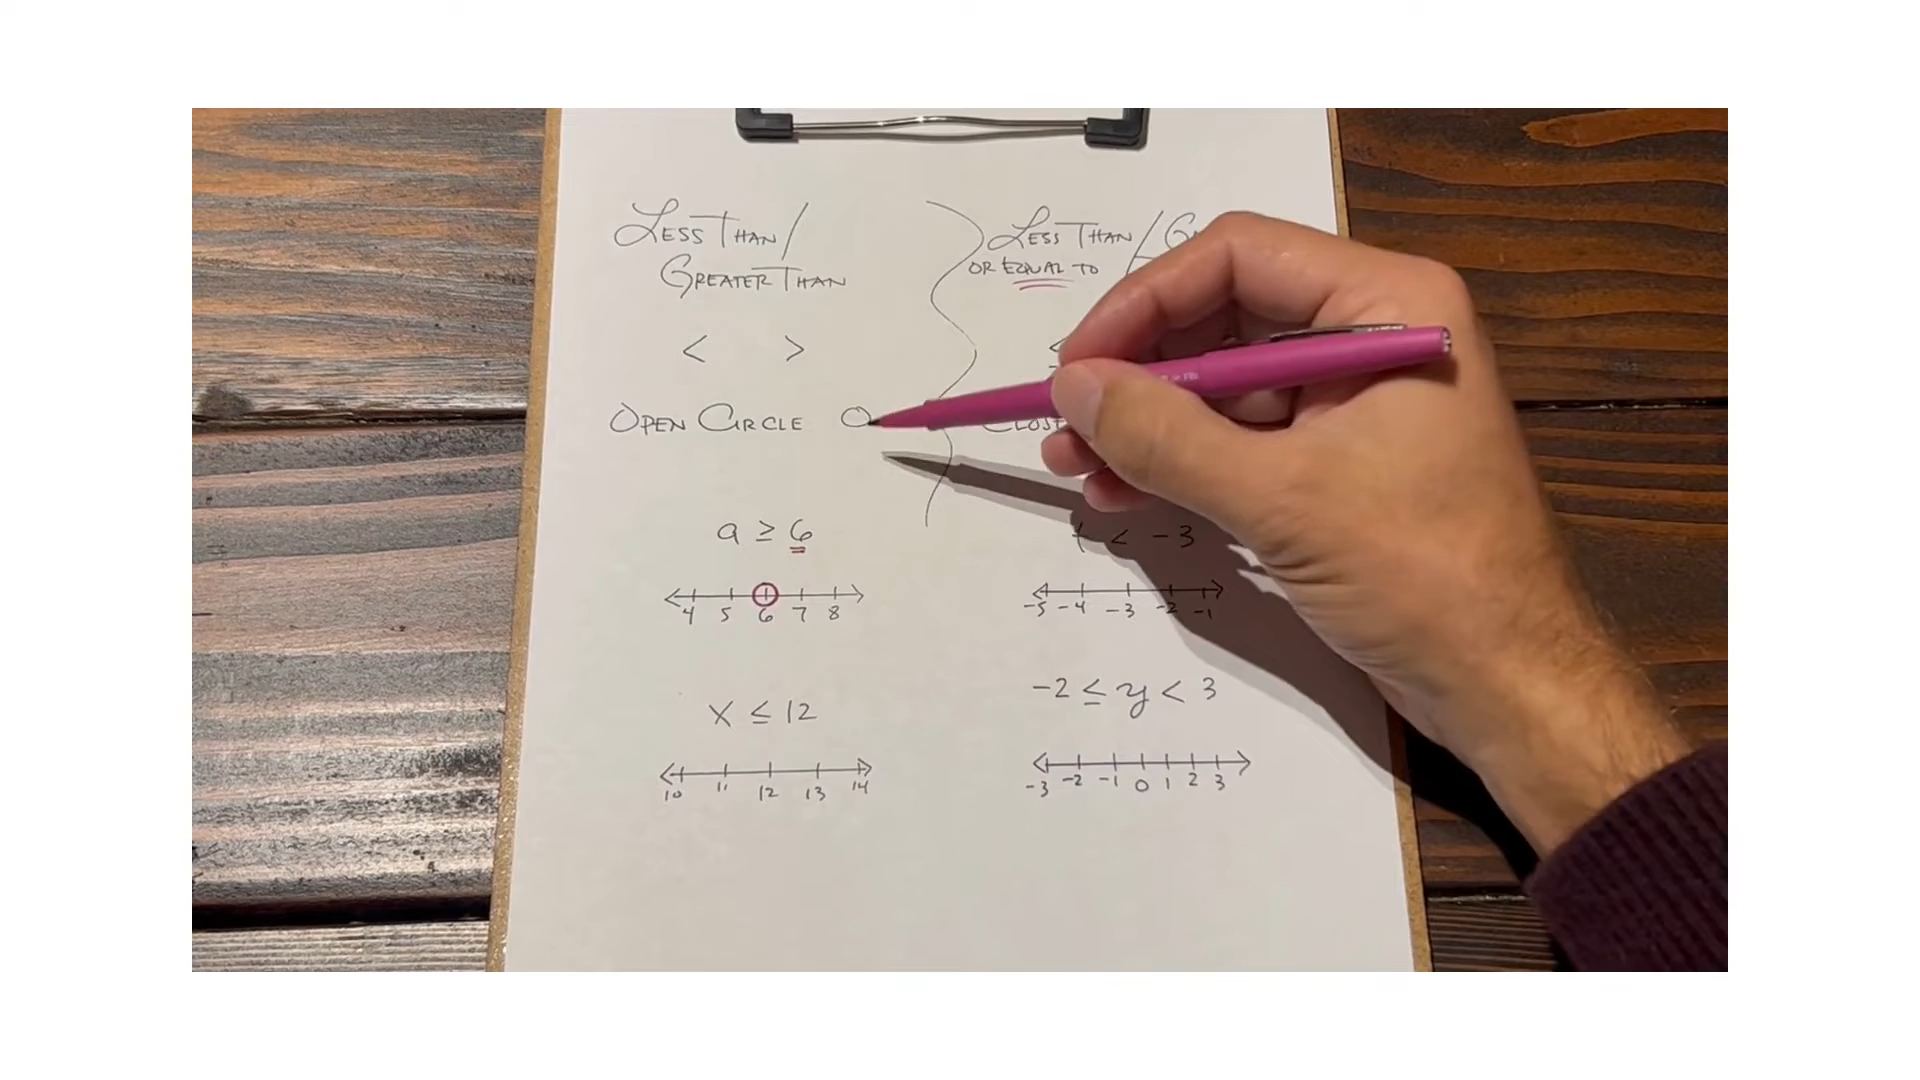 LESS THAN/
GREATER THAN
< >
OPEN CIRCLE O
LESS THAN /
OR EQUAL TO
a ≥ 6
4 5 6 7 8
x ≤ 12
10 11 12 13 14
< -3
-5 -4 -3 -2 -1
-2 ≤ y < 3
-3 -2 -1 0 1 2 3